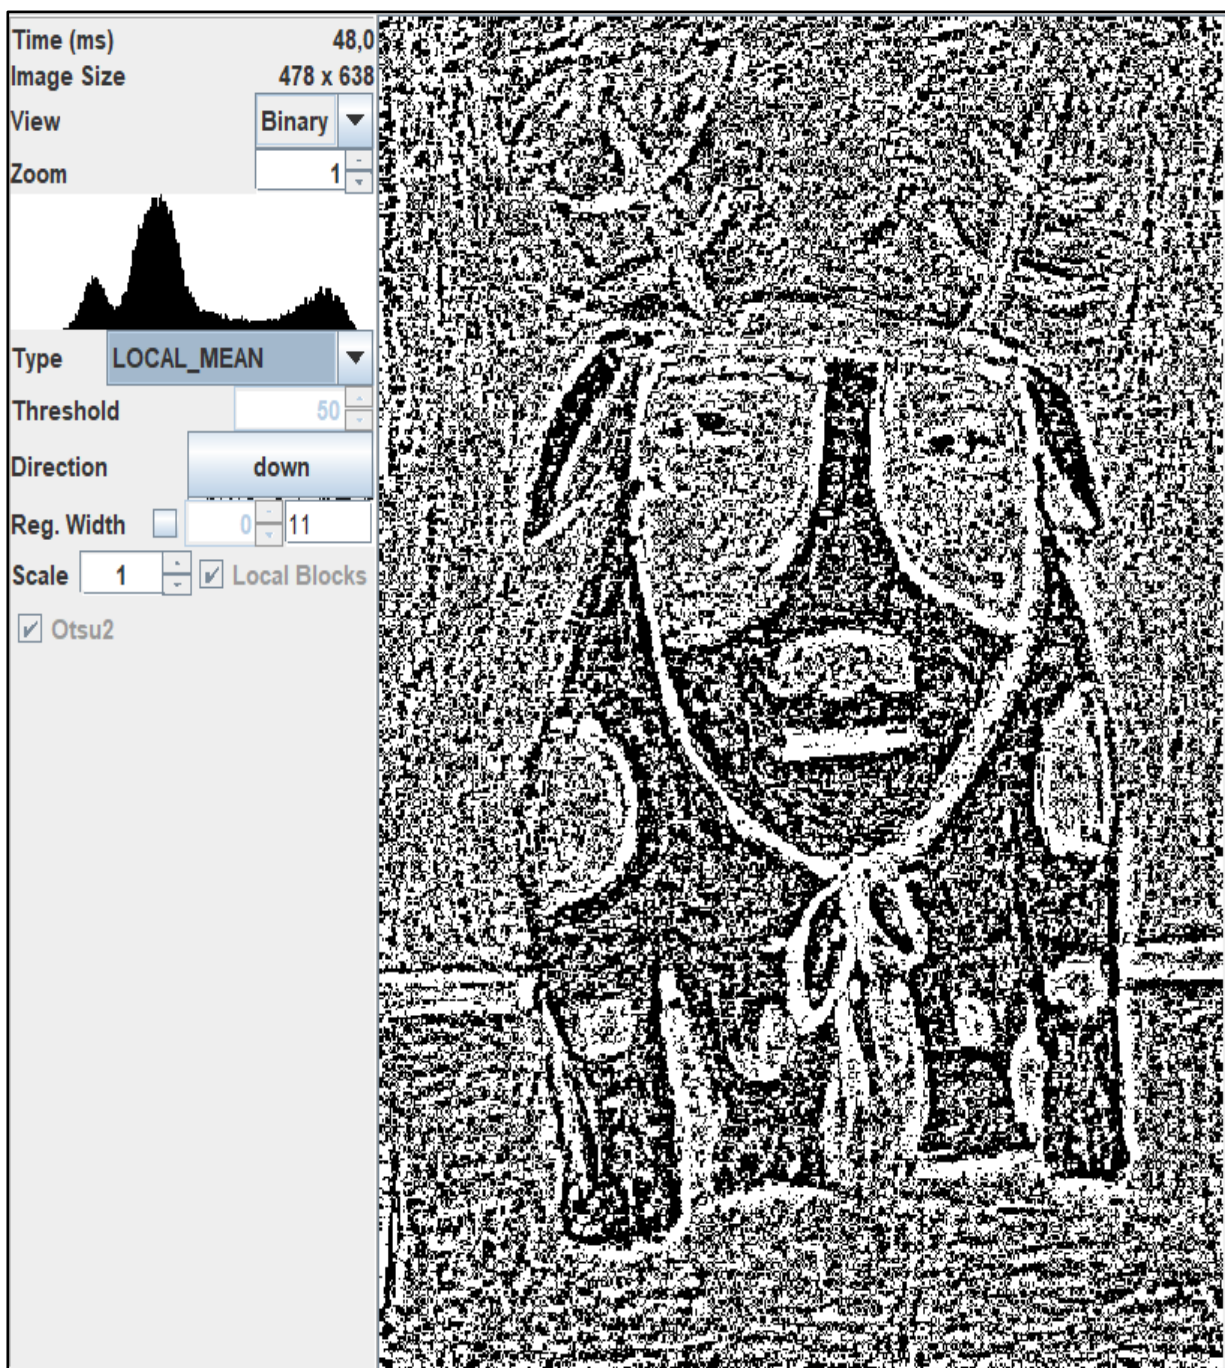 Time (ms) 48,0
Image Size 478 x 638
View Binary
Zoom 1
Type LOCAL_MEAN
Threshold 50
Direction down
Reg. Width 0 11
Scale 1 Local Blocks
Otsu2